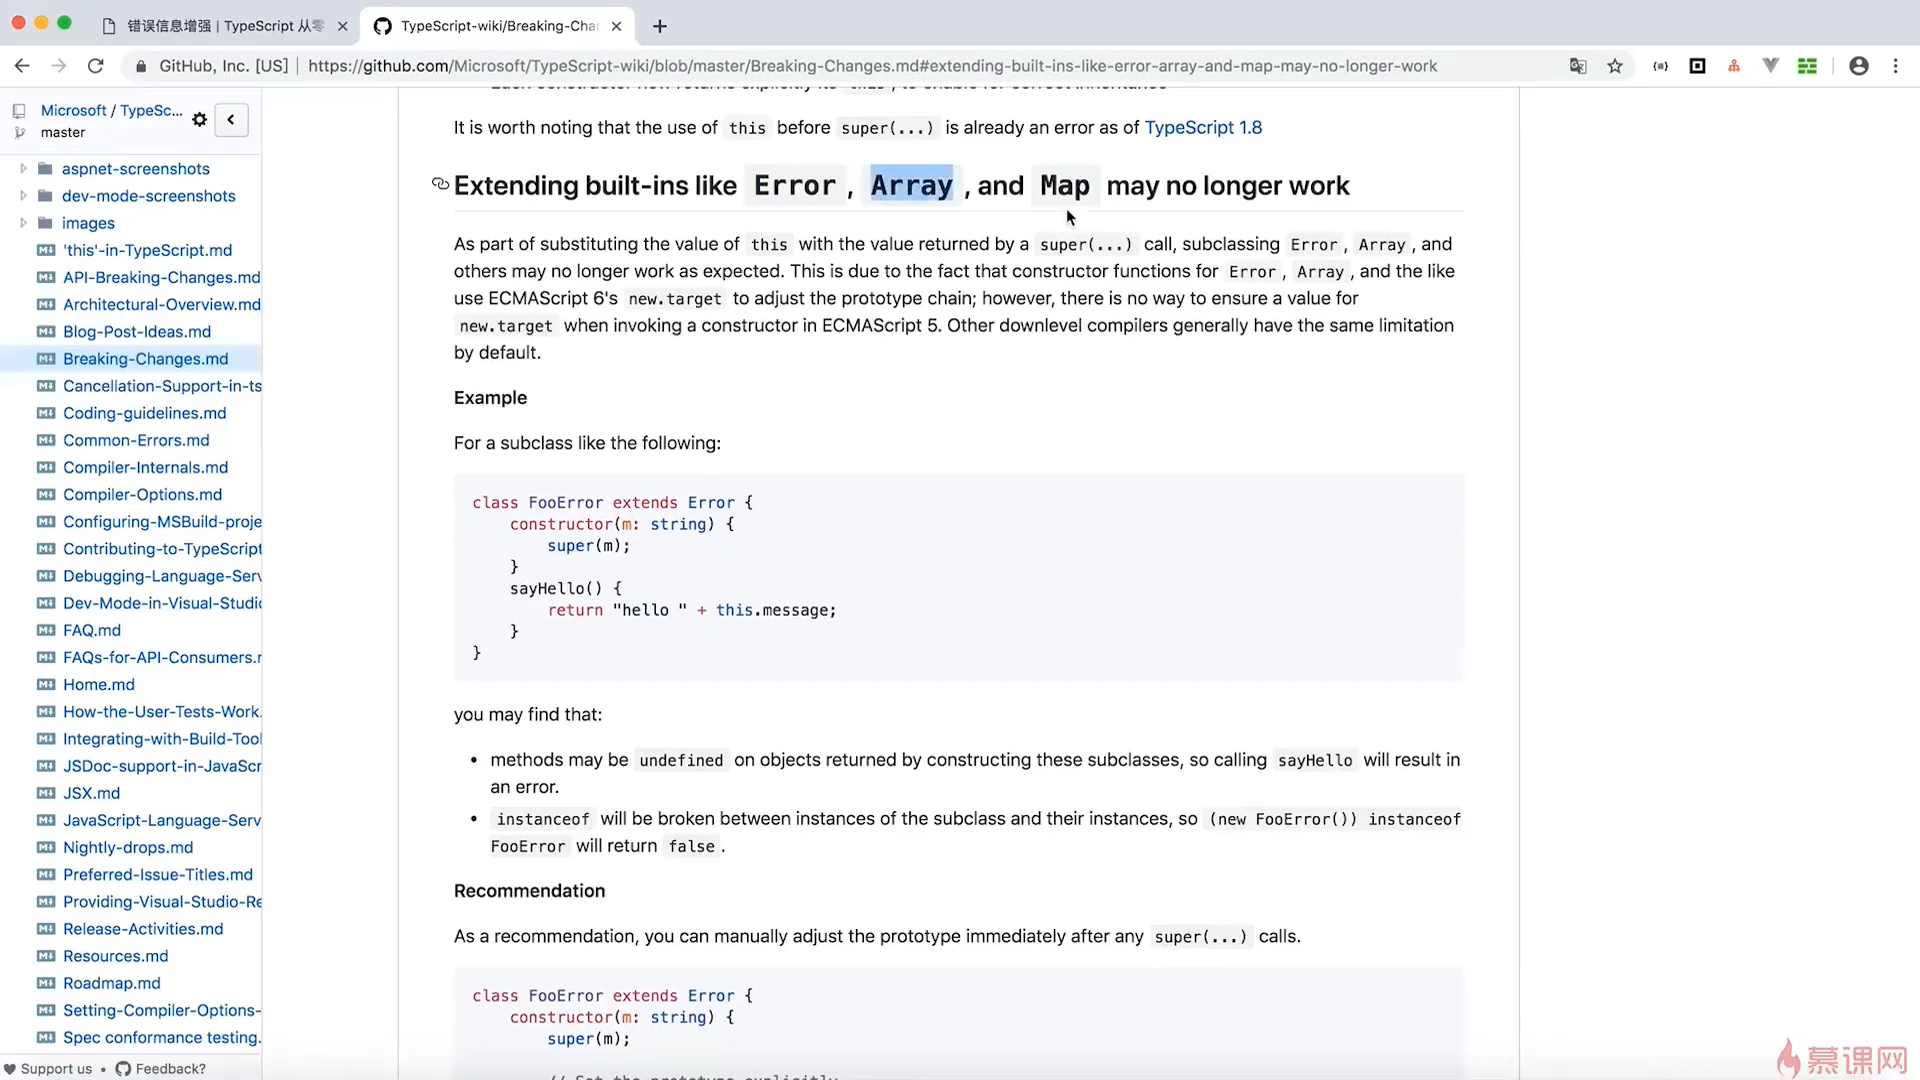 错误信息增强 | TypeScript 从零
TypeScript-wiki/Breaking-Chan
GitHub, Inc. [US] | https://github.com/Microsoft/TypeScript-wiki/blob/master/Breaking-Changes.md#extending-built-ins-like-error-array-and-map-may-no-longer-work
Microsoft / TypeSc...
master
aspnet-screenshots
dev-mode-screenshots
images
'this'-in-TypeScript.md
API-Breaking-Changes.md
Architectural-Overview.md
Blog-Post-Ideas.md
Breaking-Changes.md
Cancellation-Support-in-ts
Coding-guidelines.md
Common-Errors.md
Compiler-Internals.md
Compiler-Options.md
Configuring-MSBuild-proje
Contributing-to-TypeScript
Debugging-Language-Serv
Dev-Mode-in-Visual-Studio
FAQ.md
FAQs-for-API-Consumers.m
Home.md
How-the-User-Tests-Work.
Integrating-with-Build-Tool
JSDoc-support-in-JavaScr
JSX.md
JavaScript-Language-Serv
Nightly-drops.md
Preferred-Issue-Titles.md
Providing-Visual-Studio-Re
Release-Activities.md
Resources.md
Roadmap.md
Setting-Compiler-Options-
Spec conformance testing.
Support us • Feedback?
Each constructor now returns explicitly its this, to enable for correct inheritance
It is worth noting that the use of this before super(...) is already an error as of TypeScript 1.8
Extending built-ins like Error, Array, and Map may no longer work
As part of substituting the value of this with the value returned by a super(...) call, subclassing Error, Array, and
others may no longer work as expected. This is due to the fact that constructor functions for Error, Array, and the like
use ECMAScript 6's new.target to adjust the prototype chain; however, there is no way to ensure a value for
new.target when invoking a constructor in ECMAScript 5. Other downlevel compilers generally have the same limitation
by default.
Example
For a subclass like the following:
class FooError extends Error {
constructor(m: string) {
super(m);
}
sayHello() {
return "hello " + this.message;
}
}
you may find that:
• methods may be undefined on objects returned by constructing these subclasses, so calling sayHello will result in
an error.
• instanceof will be broken between instances of the subclass and their instances, so (new FooError()) instanceof
FooError will return false.
Recommendation
As a recommendation, you can manually adjust the prototype immediately after any super(...) calls.
class FooError extends Error {
constructor(m: string) {
super(m);
// Set the prototype explicitly.
慕课网